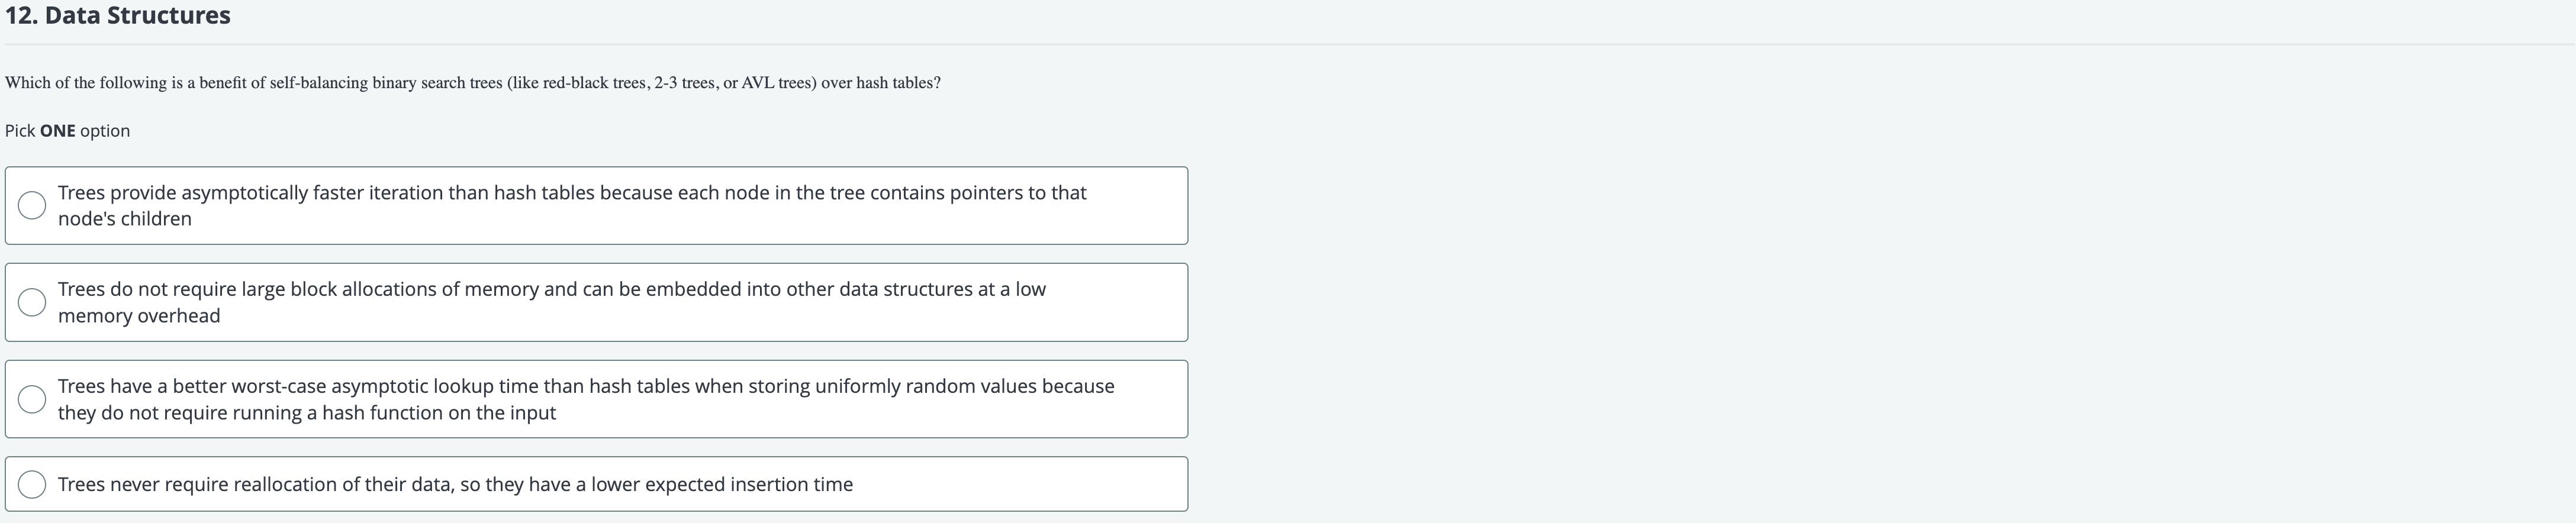 12. Data Structures
Which of the following is a benefit of self-balancing binary search trees (like red-black trees, 2-3 trees, or AVL trees) over hash tables?
Pick ONE option
Trees provide asymptotically faster iteration than hash tables because each node in the tree contains pointers to that
node's children
Trees do not require large block allocations of memory and can be embedded into other data structures at a low
memory overhead
Trees have a better worst-case asymptotic lookup time than hash tables when storing uniformly random values because
they do not require running a hash function on the input
Trees never require reallocation of their data, so they have a lower expected insertion time